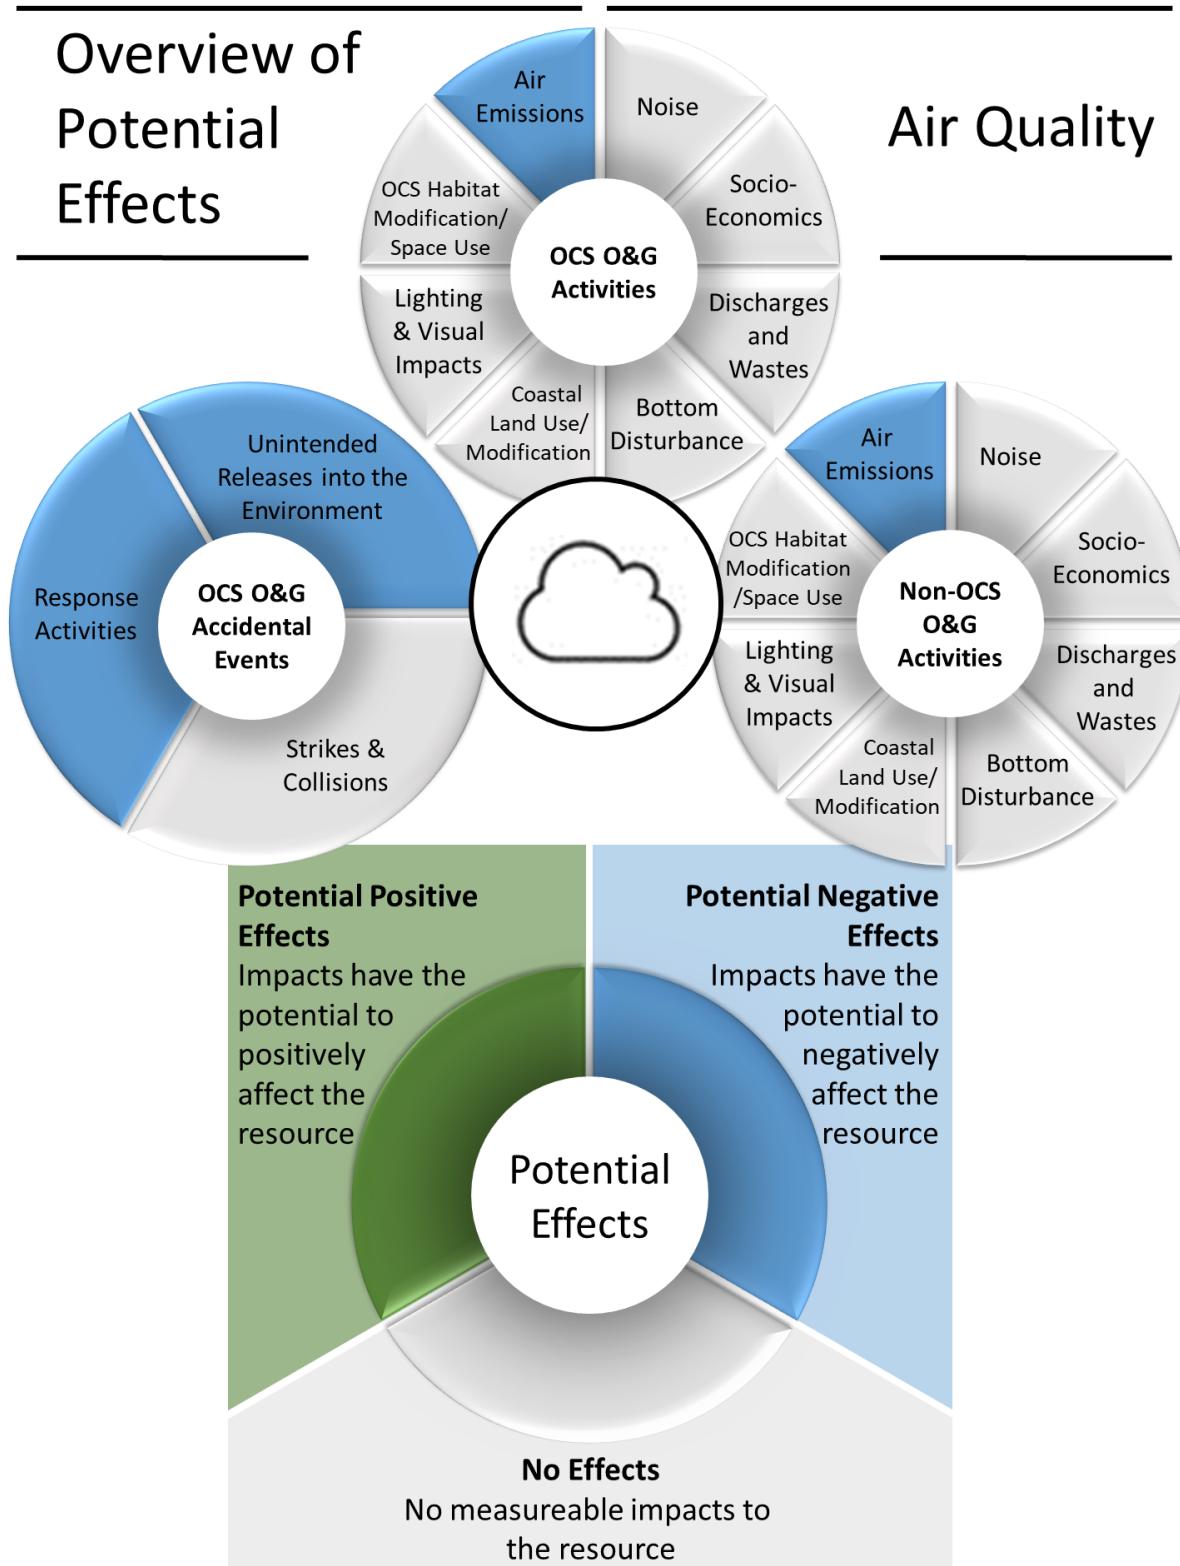 Overview of
Potential
Effects
Air Quality
Air
Emissions
Noise
Socio-
Economics
Discharges
and
Wastes
Bottom
Disturbance
Coastal
Land Use/
Modification
Lighting
& Visual
Impacts
OCS Habitat
Modification/
Space Use
OCS O&G
Activities
Unintended
Releases into the
Environment
Response
Activities
Strikes &
Collisions
OCS O&G
Accidental
Events
Air
Emissions
Noise
Socio-
Economics
Discharges
and
Wastes
Bottom
Disturbance
Coastal
Land Use/
Modification
Lighting
& Visual
Impacts
OCS Habitat
Modification
/Space Use
Non-OCS
O&G
Activities
Potential Positive
Effects
Impacts have the
potential to
positively
affect the
resource
Potential Negative
Effects
Impacts have the
potential to
negatively
affect the
resource
Potential
Effects
No Effects
No measureable impacts to
the resource